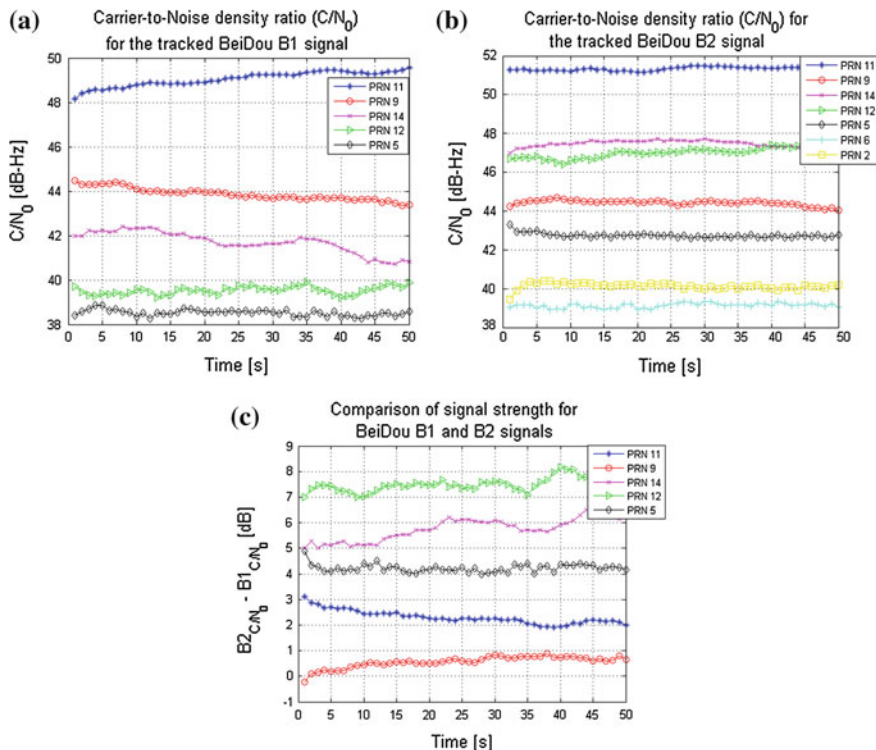 (a)
Carrier-to-Noise density ratio (C/N0)
for the tracked BeiDou B1 signal
50
48
46
44
42
40
38
C/N0 [dB-Hz]
PRN 11
PRN 9
PRN 14
PRN 12
PRN 5
0 5 10 15 20 25 30 35 40 45 50
Time [s]
(b)
Carrier-to-Noise density ratio (C/N0) for
the tracked BeiDou B2 signal
52
50
48
46
44
42
40
38
C/N0 [dB-Hz]
PRN 11
PRN 9
PRN 14
PRN 12
PRN 5
PRN 6
PRN 2
0 5 10 15 20 25 30 35 40 45 50
Time [s]
(c)
Comparison of signal strength for
BeiDou B1 and B2 signals
9
8
7
6
5
4
3
2
1
0
-1
B2C/N0 - B1C/N0 [dB]
PRN 11
PRN 9
PRN 14
PRN 12
PRN 5
0 5 10 15 20 25 30 35 40 45 50
Time [s]